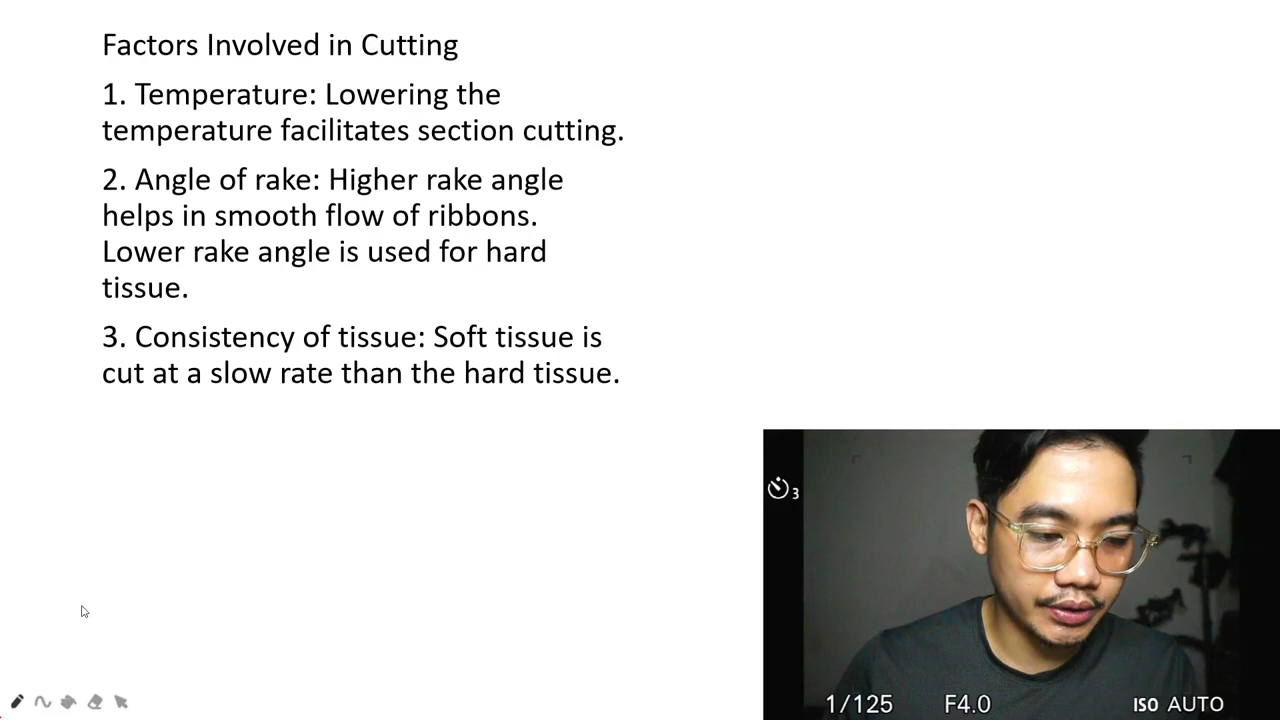 Factors Involved in Cutting
1. Temperature: Lowering the
temperature facilitates section cutting.
2. Angle of rake: Higher rake angle
helps in smooth flow of ribbons.
Lower rake angle is used for hard
tissue.
3. Consistency of tissue: Soft tissue is
cut at a slow rate than the hard tissue.
3
1/125 F4.0 ISO AUTO